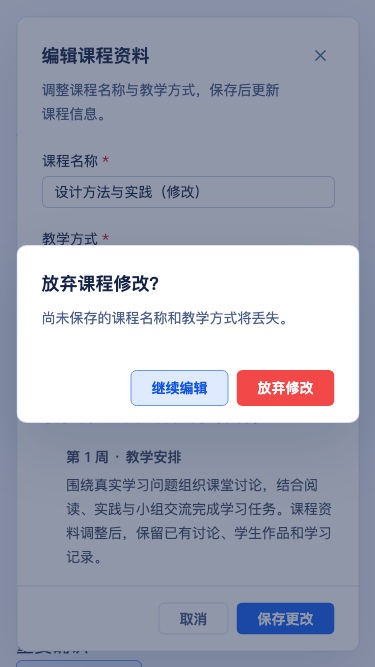 编辑课程资料
调整课程名称与教学方式，保存后更新
课程信息。
课程名称 *
设计方法与实践（修改）
教学方式 *
放弃课程修改?
尚未保存的课程名称和教学方式将丢失。
继续编辑
放弃修改
第 1 周 · 教学安排
围绕真实学习问题组织课堂讨论，结合阅
读、实践与小组交流完成学习任务。课程资
料调整后，保留已有讨论、学生作品和学习
记录。
取消
保存更改